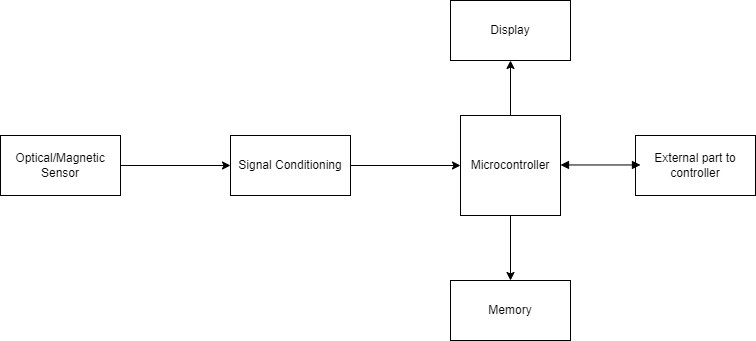 Display
Optical/Magnetic
Sensor
Signal Conditioning
Microcontroller
External part to
controller
Memory